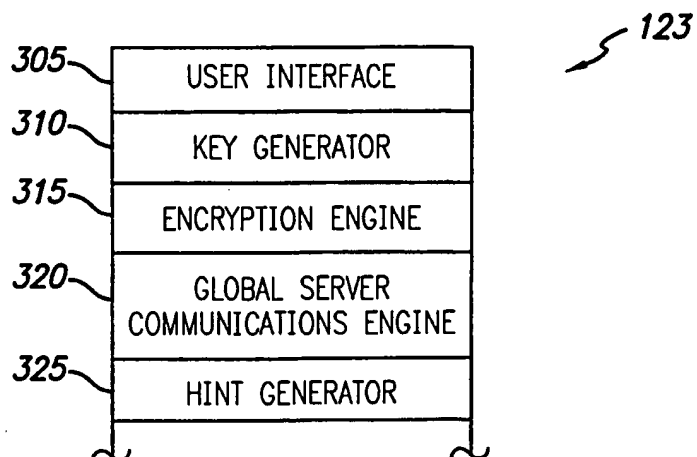 123
305
USER INTERFACE
310
KEY GENERATOR
315
ENCRYPTION ENGINE
320
GLOBAL SERVER
COMMUNICATIONS ENGINE
325
HINT GENERATOR